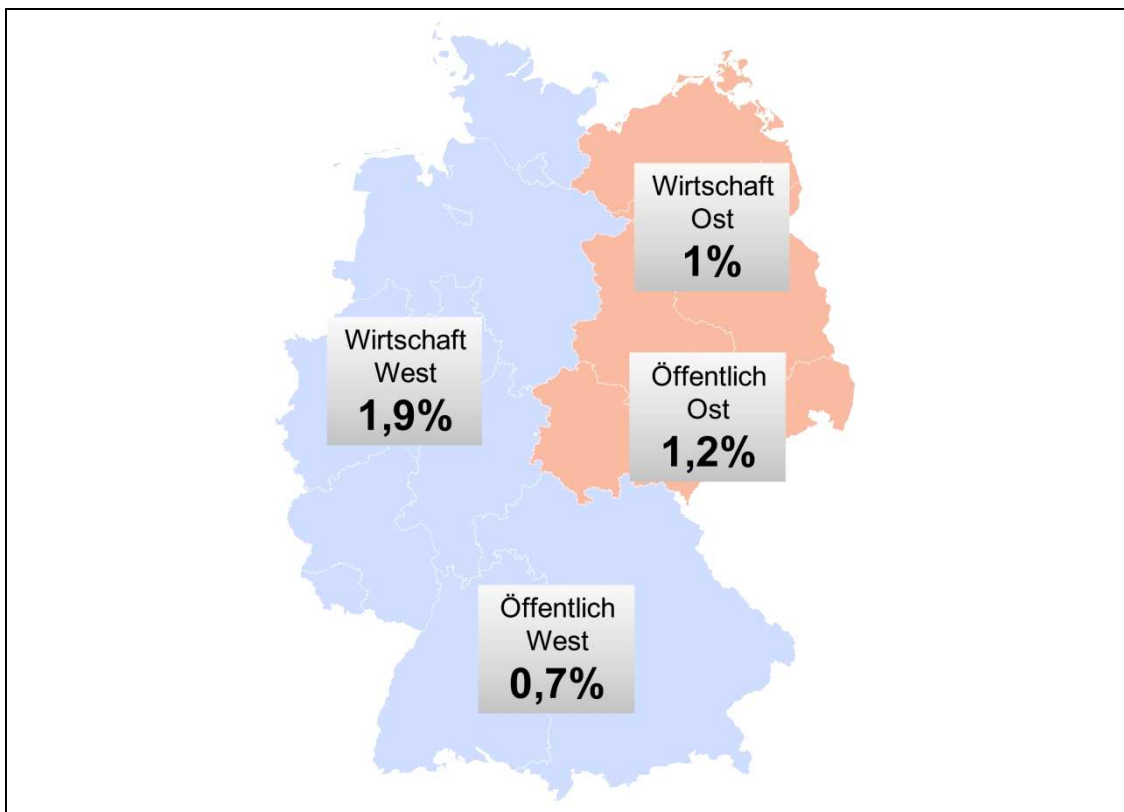 Wirtschaft
Ost
1%
Wirtschaft
West
1,9%
Öffentlich
Ost
1,2%
Öffentlich
West
0,7%